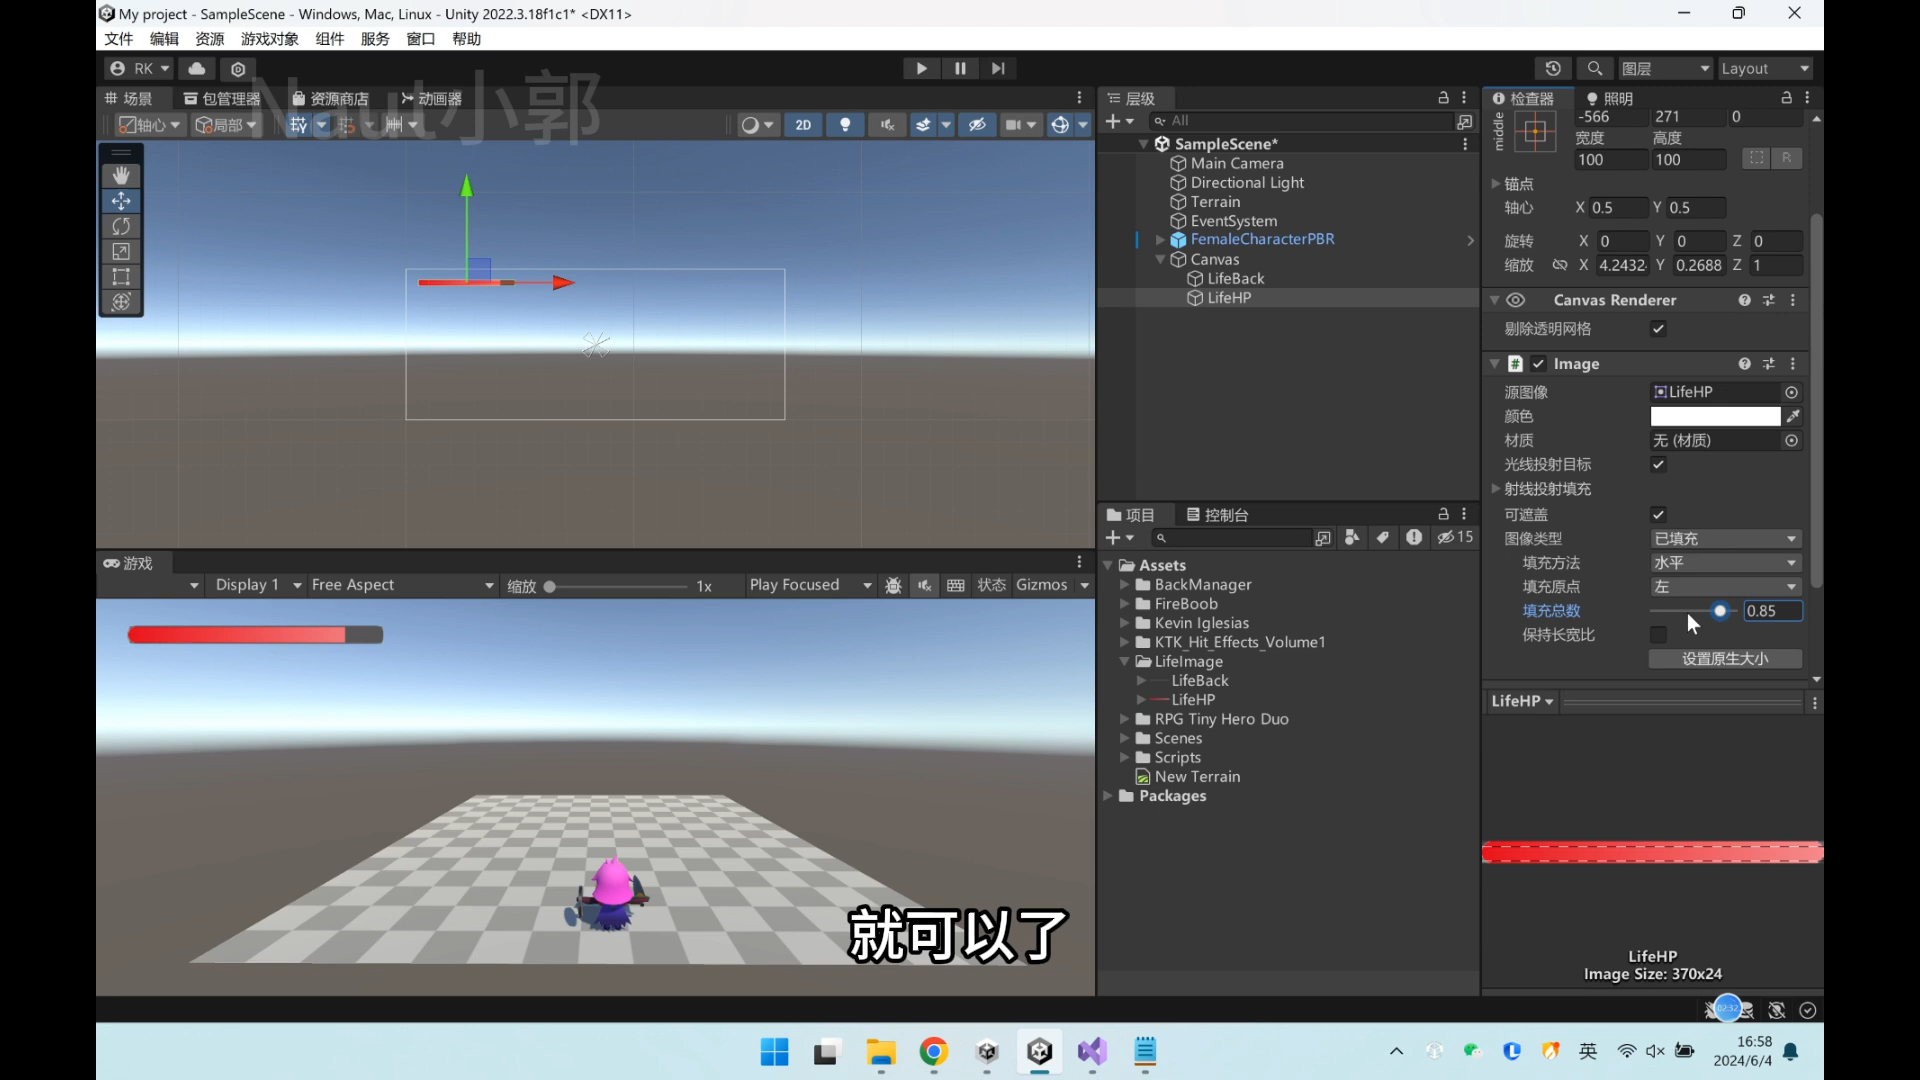 My project - SampleScene - Windows, Mac, Linux - Unity 2022.3.18f1c1* <DX11>
文件 编辑 资源 游戏对象 组件 服务 窗口 帮助
RK
图层
Layout
Naut小郭
场景 包管理器 资源商店 动画器
轴心 局部
2D
层级
All
SampleScene*
Main Camera
Directional Light
Terrain
EventSystem
FemaleCharacterPBR
Canvas
LifeBack
LifeHP
检查器 照明
middle
-566 271 0
宽度 高度
100 100
R
锚点
轴心 X 0.5 Y 0.5
旋转 X 0 Y 0 Z 0
缩放 X 4.2432 Y 0.2688 Z 1
Canvas Renderer
剔除透明网格
Image
源图像 LifeHP
颜色
材质 无 (材质)
光线投射目标
射线投射填充
可遮盖
图像类型 已填充
填充方法 水平
填充原点 左
填充总数 0.85
保持长宽比
设置原生大小
LifeHP
LifeHP
Image Size: 370x24
项目 控制台
15
Assets
BackManager
FireBoob
Kevin Iglesias
KTK_Hit_Effects_Volume1
LifeImage
LifeBack
LifeHP
RPG Tiny Hero Duo
Scenes
Scripts
New Terrain
Packages
游戏
Display 1 Free Aspect 缩放 1x Play Focused 状态 Gizmos
就可以了
02:32
英
16:58
2024/6/4